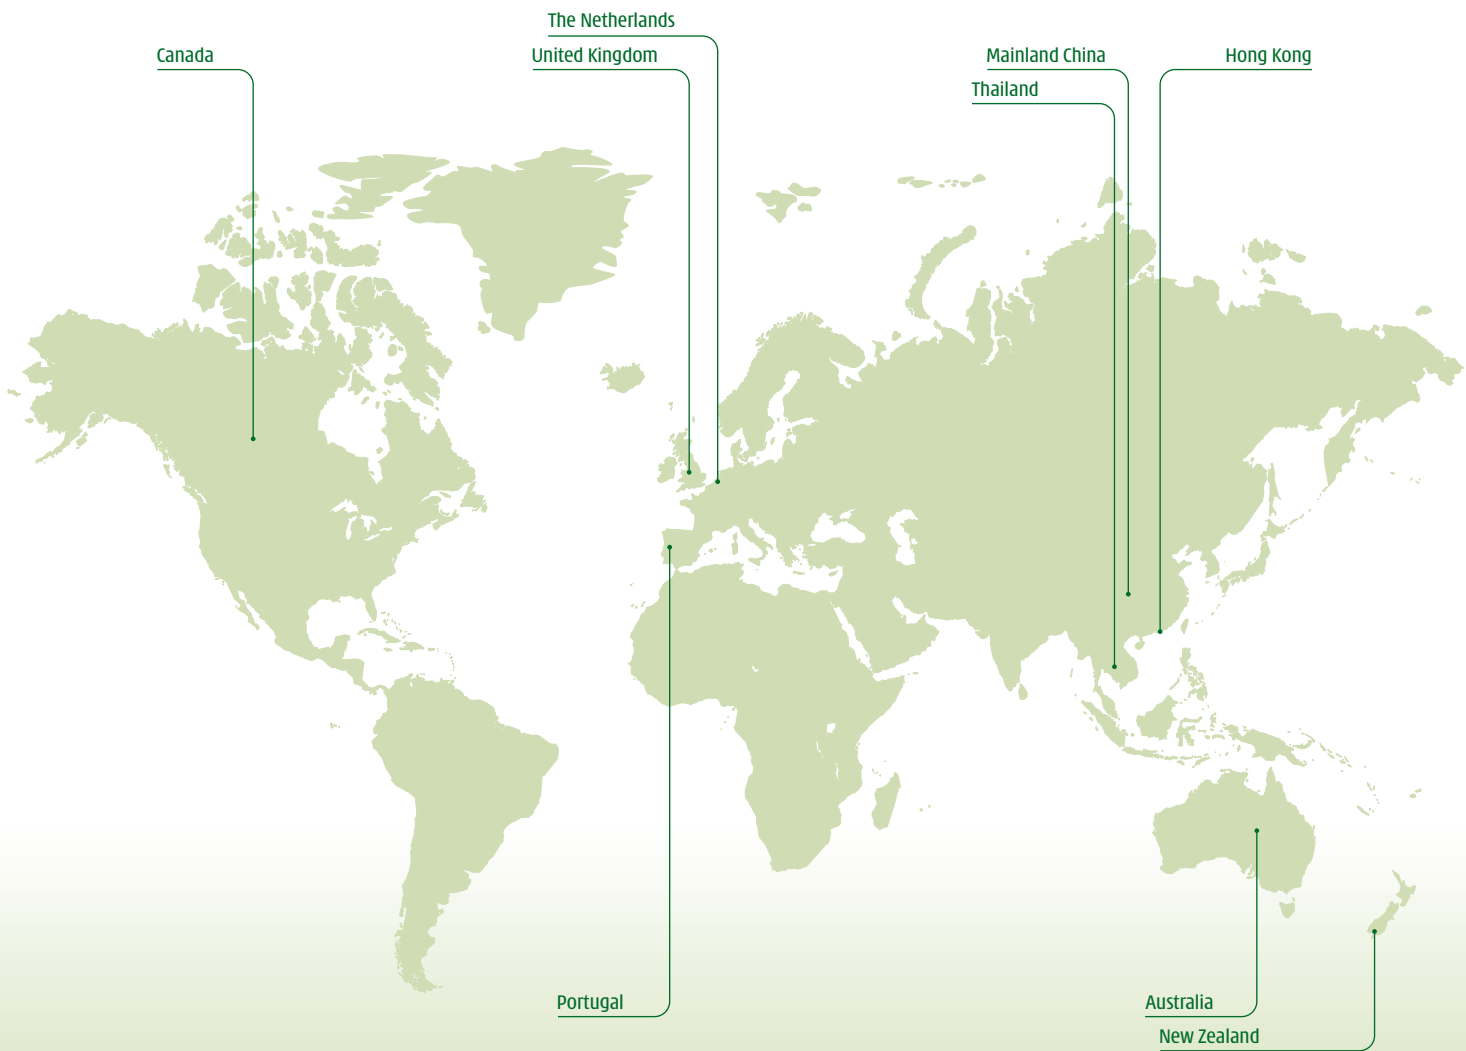 The Netherlands
Canada
United Kingdom
Mainland China
Hong Kong
Thailand
Portugal
Australia
New Zealand